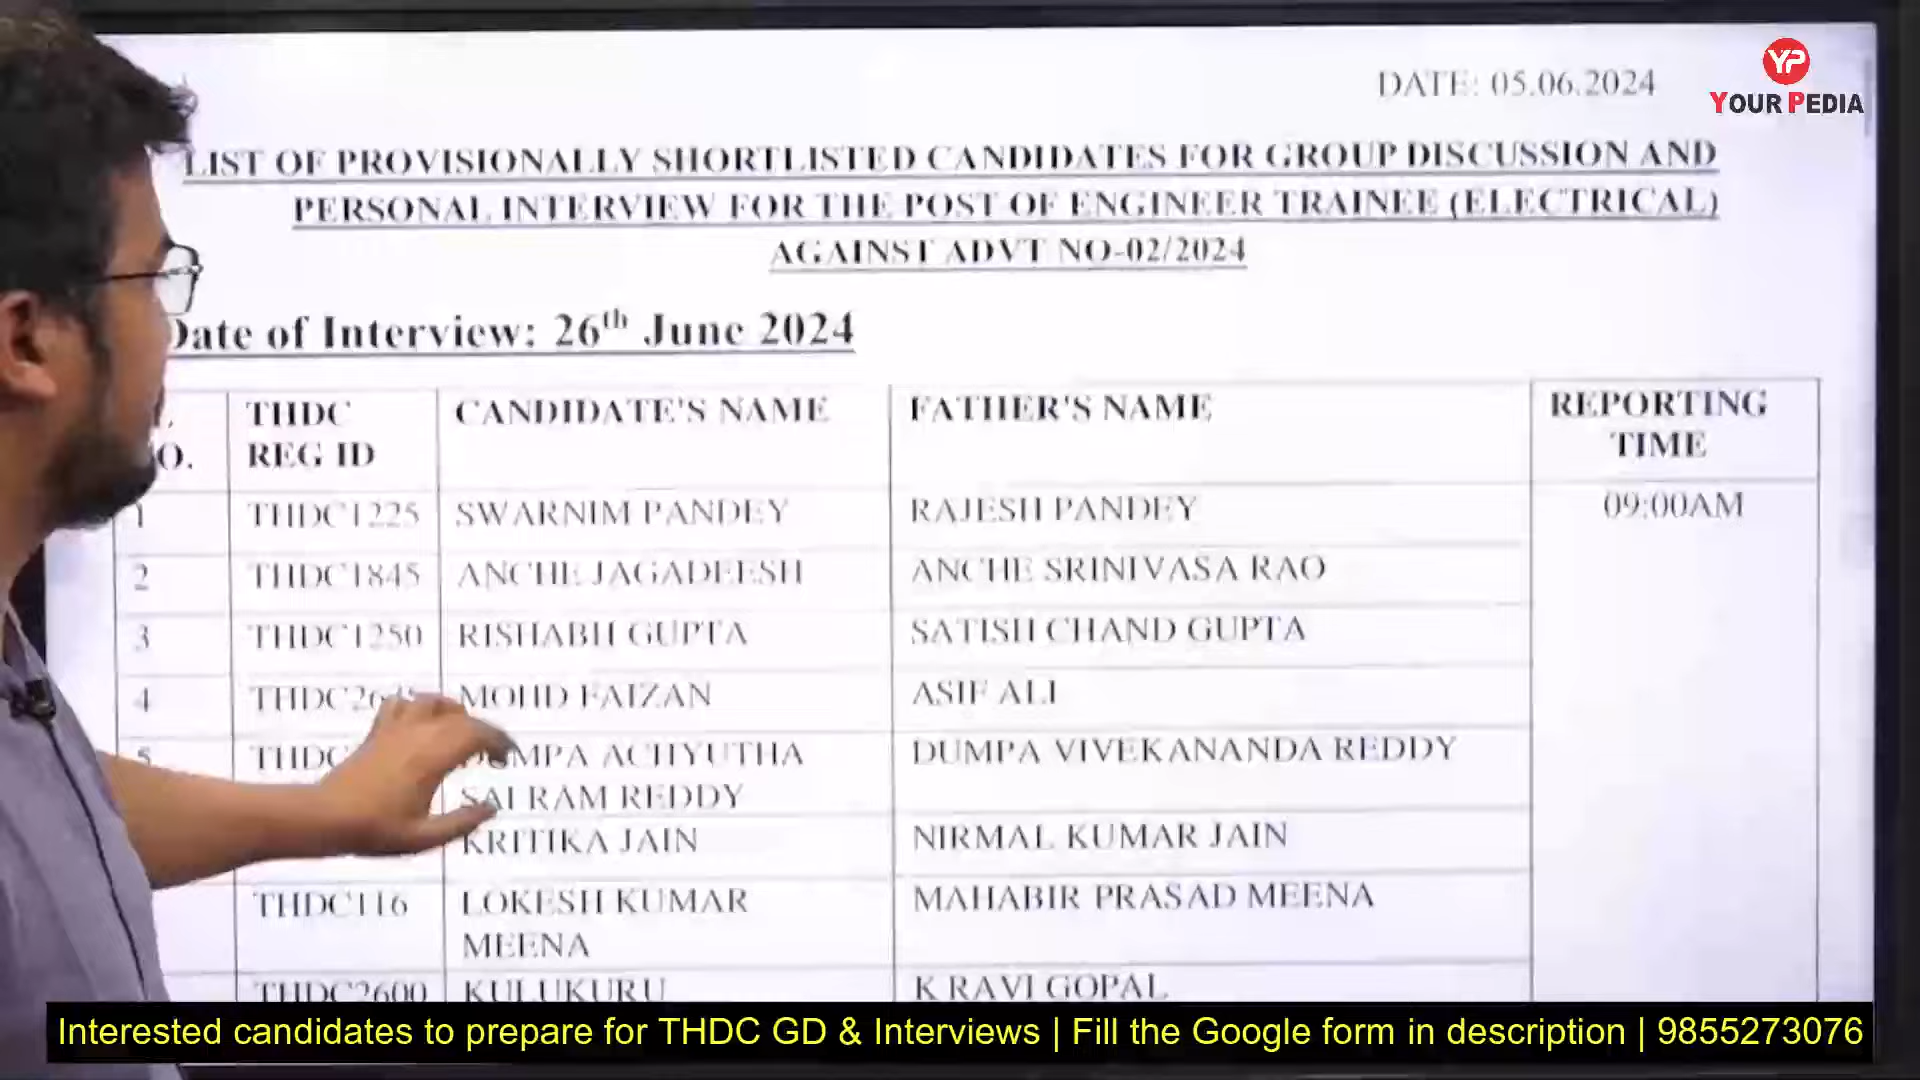 DATE: 05.06.2024
YP
YOUR PEDIA
LIST OF PROVISIONALLY SHORTLISTED CANDIDATES FOR GROUP DISCUSSION AND
PERSONAL INTERVIEW FOR THE POST OF ENGINEER TRAINEE (ELECTRICAL)
AGAINST ADVT NO-02/2024
Date of Interview: 26th June 2024
THDC REG ID CANDIDATE'S NAME FATHER'S NAME REPORTING TIME
1 THDC1225 SWARNIM PANDEY RAJESH PANDEY 09:00AM
2 THDC1845 ANCHE JAGADEESH ANCHE SRINIVASA RAO
3 THDC1250 RISHABH GUPTA SATISH CHAND GUPTA
4 MOHD FAIZAN ASIF ALI
5 THDC DUMPA ACHYUTHA DUMPA VIVEKANANDA REDDY
SAI RAM REDDY
KRITIKA JAIN NIRMAL KUMAR JAIN
THDC116 LOKESH KUMAR MAHABIR PRASAD MEENA
MEENA
THDC2600 KULUKURU K RAVI GOPAL
Interested candidates to prepare for THDC GD & Interviews | Fill the Google form in description | 9855273076